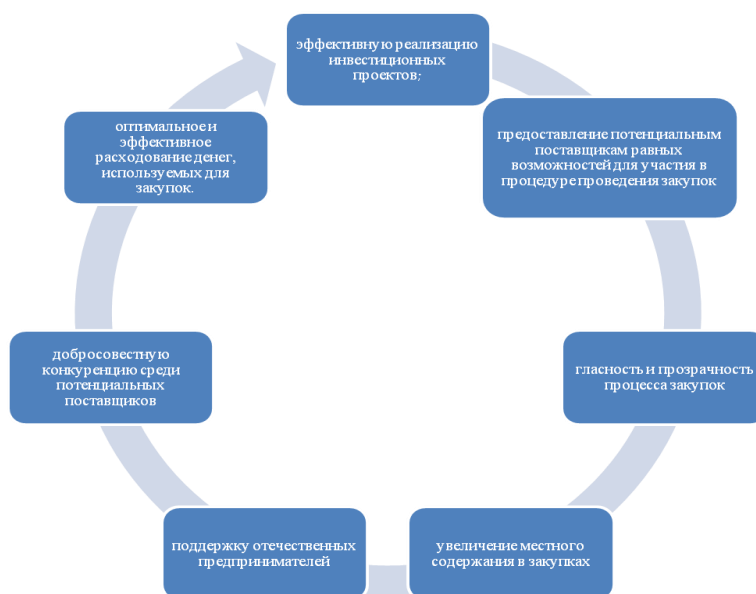 эффективную реализацию
инвестиционных
проектов;
предоставление потенциальным
поставщикам равных
возможностей для участия в
процедуре проведения закупок
гласность и прозрачность
процесса закупок
увеличение местного
содержания в закупках
поддержку отечественных
предпринимателей
добросовестную
конкуренцию среди
потенциальных
поставщиков
оптимальное и
эффективное
расходование денег,
используемых для
закупок.